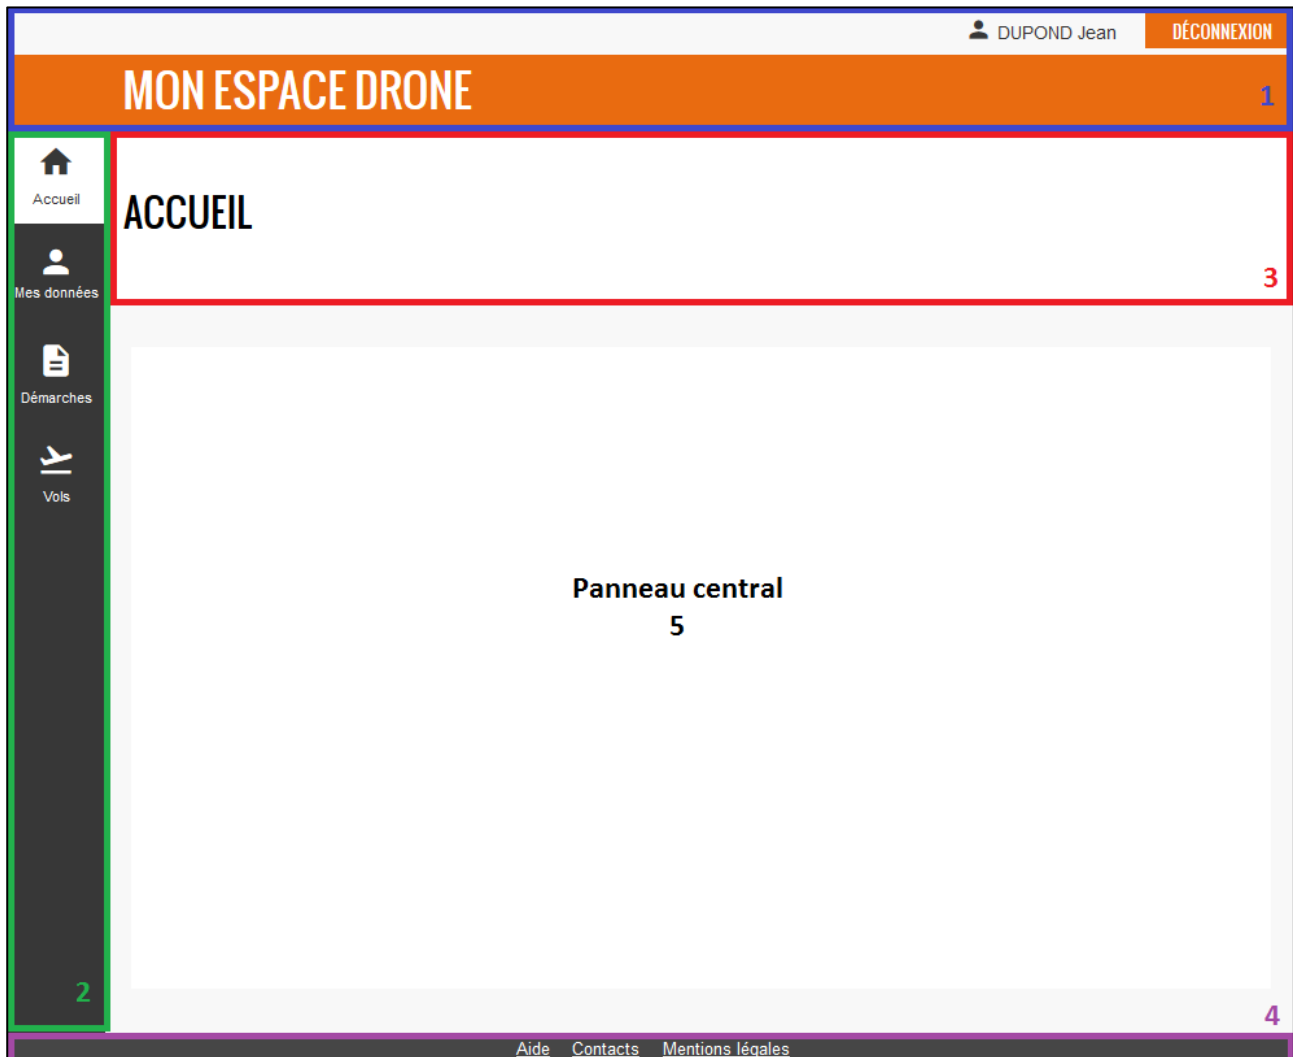 DUPOND Jean
DÉCONNEXION
MON ESPACE DRONE
1
Accueil
ACCUEIL
3
Mes données
Démarches
Vols
Panneau central
5
2
4
Aide Contacts Mentions légales